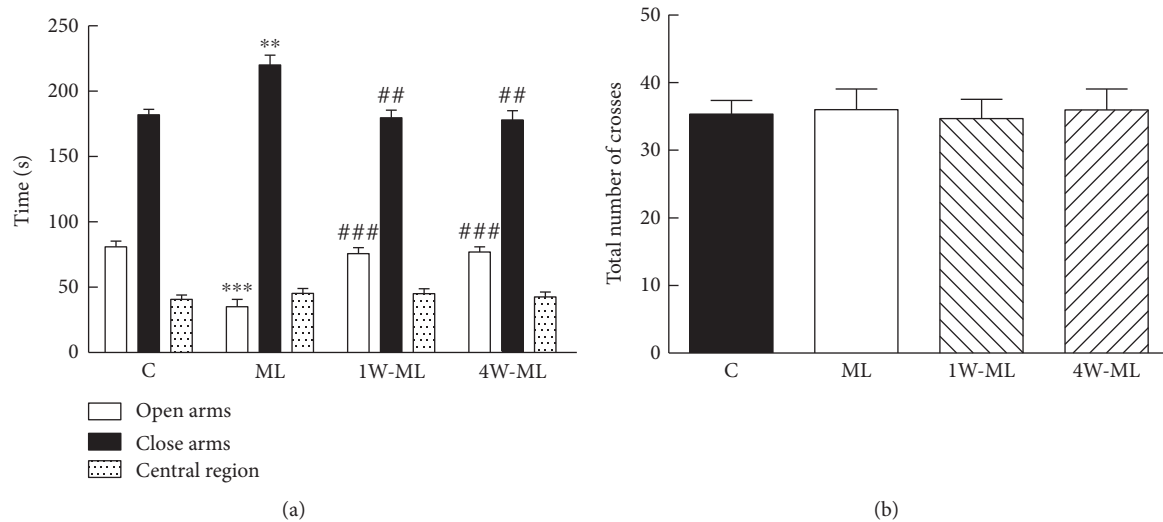 250
200
150
100
50
0
Time (s)
**
##
##
###
###
***
C ML 1W-ML 4W-ML
Open arms
Close arms
Central region
(a)
50
40
30
20
10
0
Total number of crosses
C ML 1W-ML 4W-ML
(b)